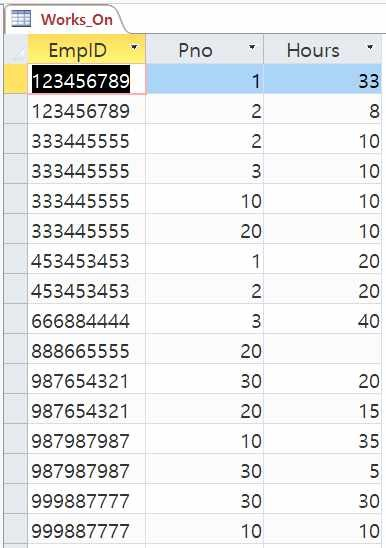 Works_On
EmpID Pno Hours
123456789 1 33
123456789 2 8
333445555 2 10
333445555 3 10
333445555 10 10
333445555 20 10
453453453 1 20
453453453 2 20
666884444 3 40
888665555 20
987654321 30 20
987654321 20 15
987987987 10 35
987987987 30 5
999887777 30 30
999887777 10 10